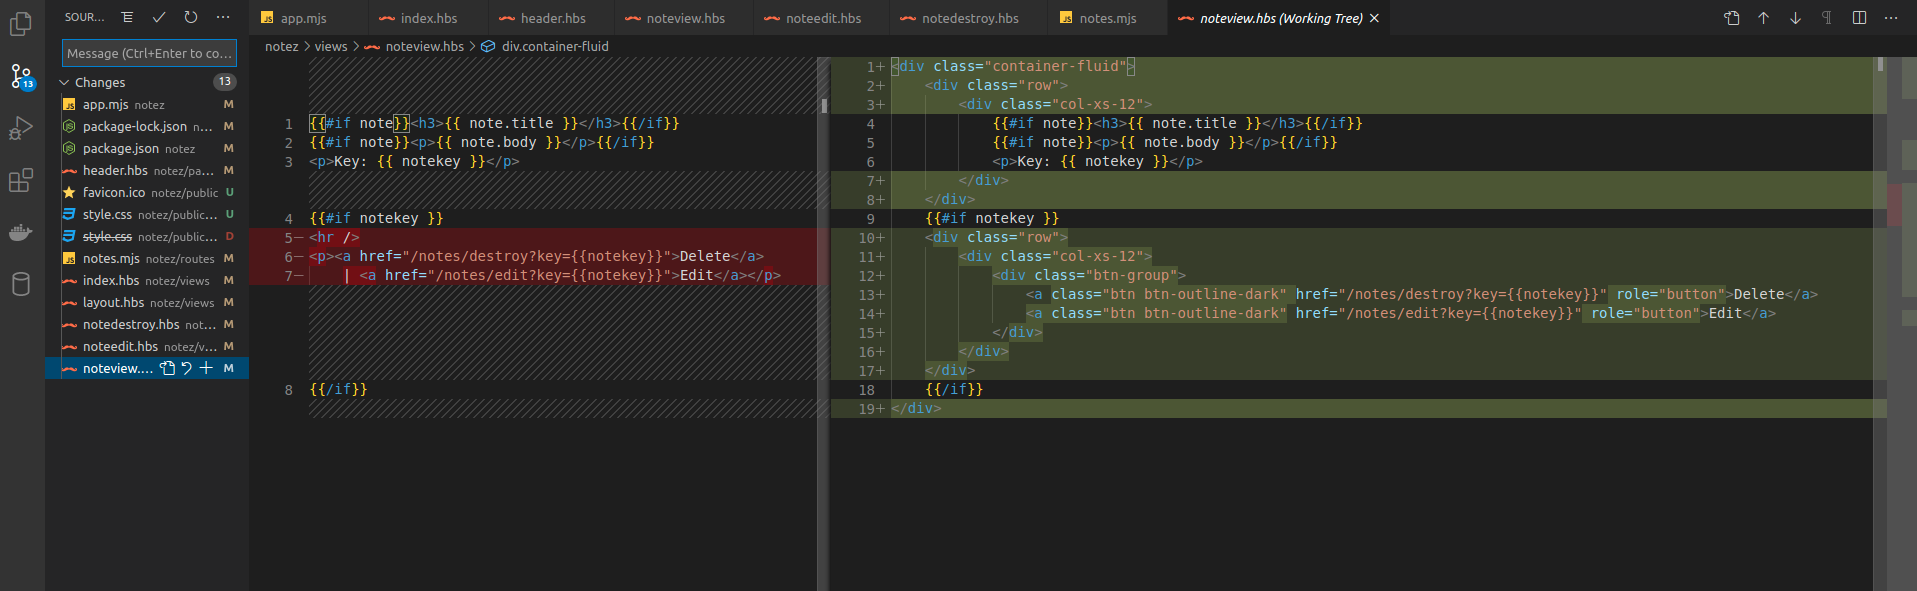 SOUR...
app.mjs
index.hbs
header.hbs
noteview.hbs
noteedit.hbs
notedestroy.hbs
notes.mjs
noteview.hbs (Working Tree)
notez > views > noteview.hbs > div.container-fluid
Message (Ctrl+Enter to co...
13
Changes 13
app.mjs notez M
package-lock.json n... M
package.json notez M
header.hbs notez/pa... M
favicon.ico notez/public U
style.css notez/public... U
style.css notez/public... D
notes.mjs notez/routes M
index.hbs notez/views M
layout.hbs notez/views M
notedestroy.hbs not... M
noteedit.hbs notez/v... M
noteview.... M
1 {{#if note}}<h3>{{ note.title }}</h3>{{/if}}
2 {{#if note}}<p>{{ note.body }}</p>{{/if}}
3 <p>Key: {{ notekey }}</p>
4 {{#if notekey }}
5− <hr />
6− <p><a href="/notes/destroy?key={{notekey}}">Delete</a>
7− | <a href="/notes/edit?key={{notekey}}">Edit</a></p>
8 {{/if}}
1+ <div class="container-fluid">
2+ <div class="row">
3+ <div class="col-xs-12">
4 {{#if note}}<h3>{{ note.title }}</h3>{{/if}}
5 {{#if note}}<p>{{ note.body }}</p>{{/if}}
6 <p>Key: {{ notekey }}</p>
7+ </div>
8+ </div>
9 {{#if notekey }}
10+ <div class="row">
11+ <div class="col-xs-12">
12+ <div class="btn-group">
13+ <a class="btn btn-outline-dark" href="/notes/destroy?key={{notekey}}" role="button">Delete</a>
14+ <a class="btn btn-outline-dark" href="/notes/edit?key={{notekey}}" role="button">Edit</a>
15+ </div>
16+ </div>
17+ </div>
18 {{/if}}
19+ </div>